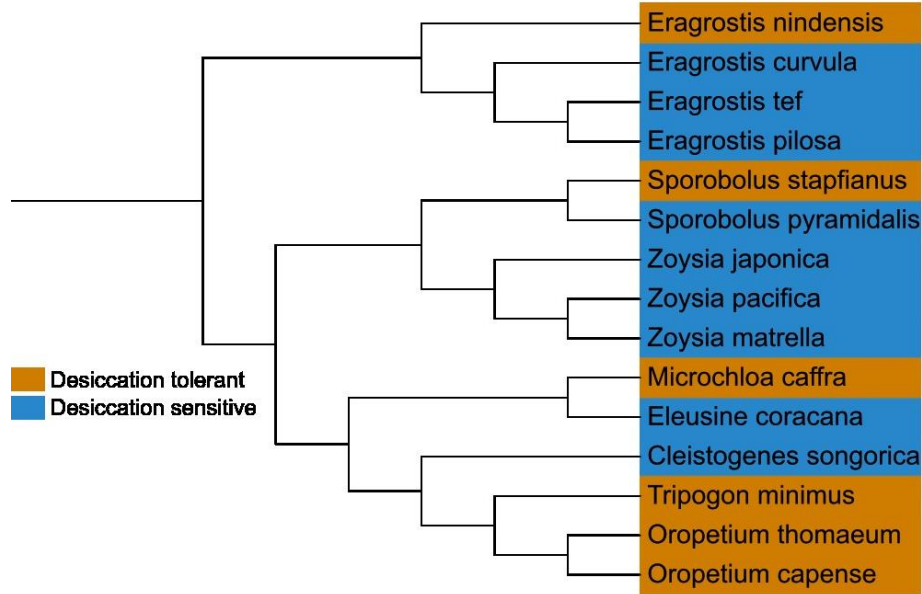 Eragrostis nindensis
Eragrostis curvula
Eragrostis tef
Eragrostis pilosa
Sporobolus stapfianus
Sporobolus pyramidalis
Zoysia japonica
Zoysia pacifica
Zoysia matrella
Microchloa caffra
Eleusine coracana
Cleistogenes songorica
Tripogon minimus
Oropetium thomaeum
Oropetium capense
Desiccation tolerant
Desiccation sensitive